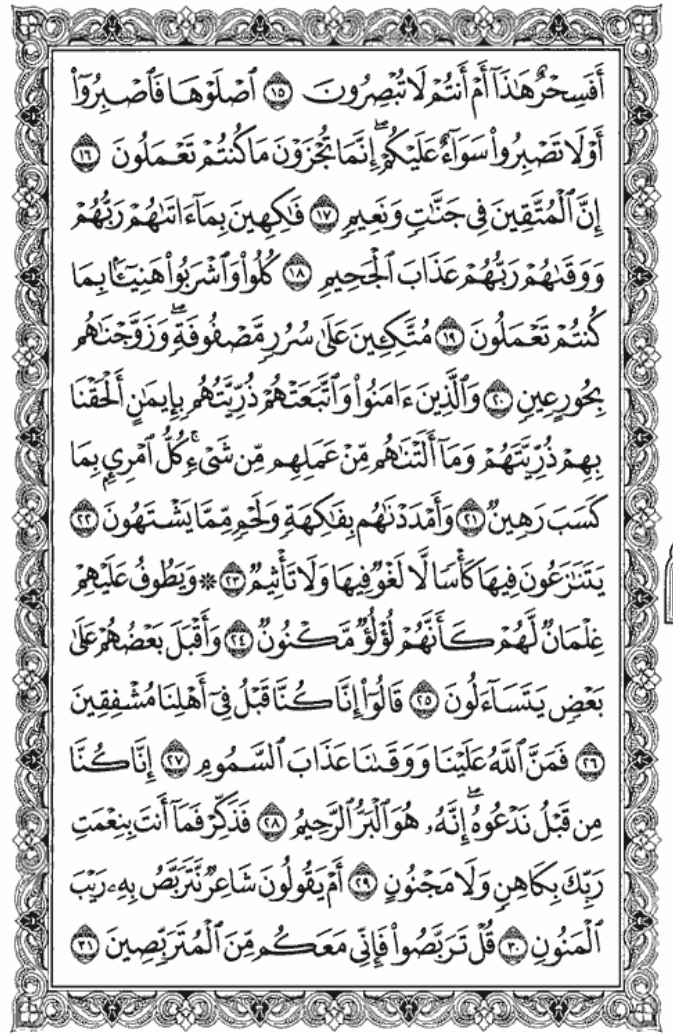 أَفَسِحْرٌ هَٰذَآ أَمْ أَنتُمْ لَا تُبْصِرُونَ ١٥ ٱصْلَوْهَا فَٱصْبِرُوٓا۟
أَوْ لَا تَصْبِرُوا۟ سَوَآءٌ عَلَيْكُمْ ۖ إِنَّمَا تُجْزَوْنَ مَا كُنتُمْ تَعْمَلُونَ ١٦
إِنَّ ٱلْمُتَّقِينَ فِى جَنَّٰتٍ وَنَعِيمٍ ١٧ فَٰكِهِينَ بِمَآ ءَاتَىٰهُمْ رَبُّهُمْ
وَوَقَىٰهُمْ رَبُّهُمْ عَذَابَ ٱلْجَحِيمِ ١٨ كُلُوا۟ وَٱشْرَبُوا۟ هَنِيٓـًٔۢا بِمَا
كُنتُمْ تَعْمَلُونَ ١٩ مُتَّكِـِٔينَ عَلَىٰ سُرُرٍ مَّصْفُوفَةٍ ۖ وَزَوَّجْنَٰهُم
بِحُورٍ عِينٍ ٢٠ وَٱلَّذِينَ ءَامَنُوا۟ وَٱتَّبَعَتْهُمْ ذُرِّيَّتُهُم بِإِيمَٰنٍ أَلْحَقْنَا
بِهِمْ ذُرِّيَّتَهُمْ وَمَآ أَلَتْنَٰهُم مِّنْ عَمَلِهِم مِّن شَىْءٍ ۚ كُلُّ ٱمْرِئٍۭ بِمَا
كَسَبَ رَهِينٌ ٢١ وَأَمْدَدْنَٰهُم بِفَٰكِهَةٍ وَلَحْمٍ مِّمَّا يَشْتَهُونَ ٢٢
يَتَنَٰزَعُونَ فِيهَا كَأْسًا لَّا لَغْوٌ فِيهَا وَلَا تَأْثِيمٌ ٢٣ ۞ وَيَطُوفُ عَلَيْهِمْ
غِلْمَانٌ لَّهُمْ كَأَنَّهُمْ لُؤْلُؤٌ مَّكْنُونٌ ٢٤ وَأَقْبَلَ بَعْضُهُمْ عَلَىٰ
بَعْضٍ يَتَسَآءَلُونَ ٢٥ قَالُوٓا۟ إِنَّا كُنَّا قَبْلُ فِىٓ أَهْلِنَا مُشْفِقِينَ
٢٦ فَمَنَّ ٱللَّهُ عَلَيْنَا وَوَقَىٰنَا عَذَابَ ٱلسَّمُومِ ٢٧ إِنَّا كُنَّا
مِن قَبْلُ نَدْعُوهُ ۖ إِنَّهُۥ هُوَ ٱلْبَرُّ ٱلرَّحِيمُ ٢٨ فَذَكِّرْ فَمَآ أَنتَ بِنِعْمَتِ
رَبِّكَ بِكَاهِنٍ وَلَا مَجْنُونٍ ٢٩ أَمْ يَقُولُونَ شَاعِرٌ نَّتَرَبَّصُ بِهِۦ رَيْبَ
ٱلْمَنُونِ ٣٠ قُلْ تَرَبَّصُوا۟ فَإِنِّى مَعَكُم مِّنَ ٱلْمُتَرَبِّصِينَ ٣١